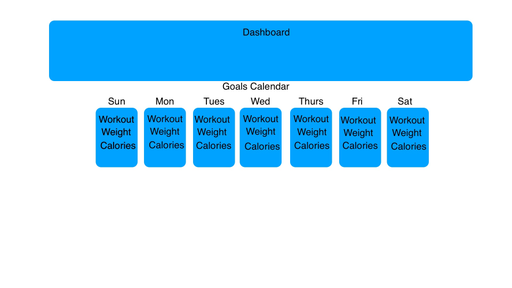 Dashboard
Goals Calendar
Sun Mon Tues Wed Thurs Fri Sat
Workout Workout Workout Workout Workout Workout Workout
Weight Weight Weight Weight Weight Weight Weight
Calories Calories Calories Calories Calories Calories Calories